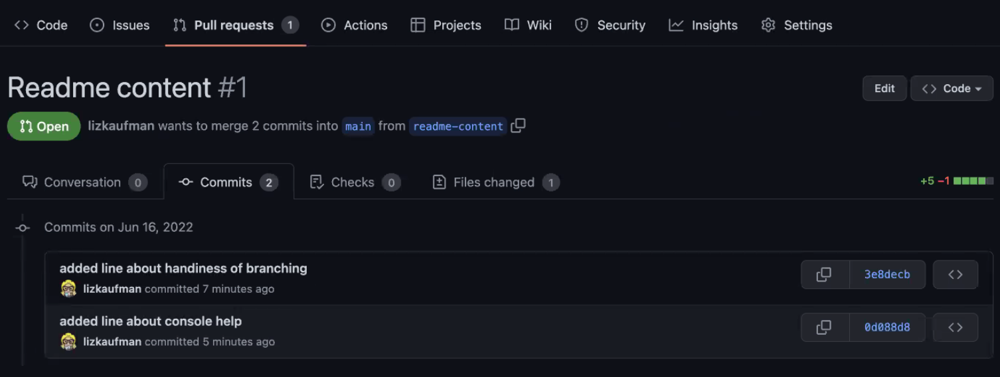 Code Issues Pull requests 1 Actions Projects Wiki Security Insights Settings
Readme content #1
Edit Code
Open lizkaufman wants to merge 2 commits into main from readme-content
Conversation 0 Commits 2 Checks 0 Files changed 1 +5 −1
Commits on Jun 16, 2022
added line about handiness of branching
lizkaufman committed 7 minutes ago
3e8decb
added line about console help
lizkaufman committed 5 minutes ago
0d088d8